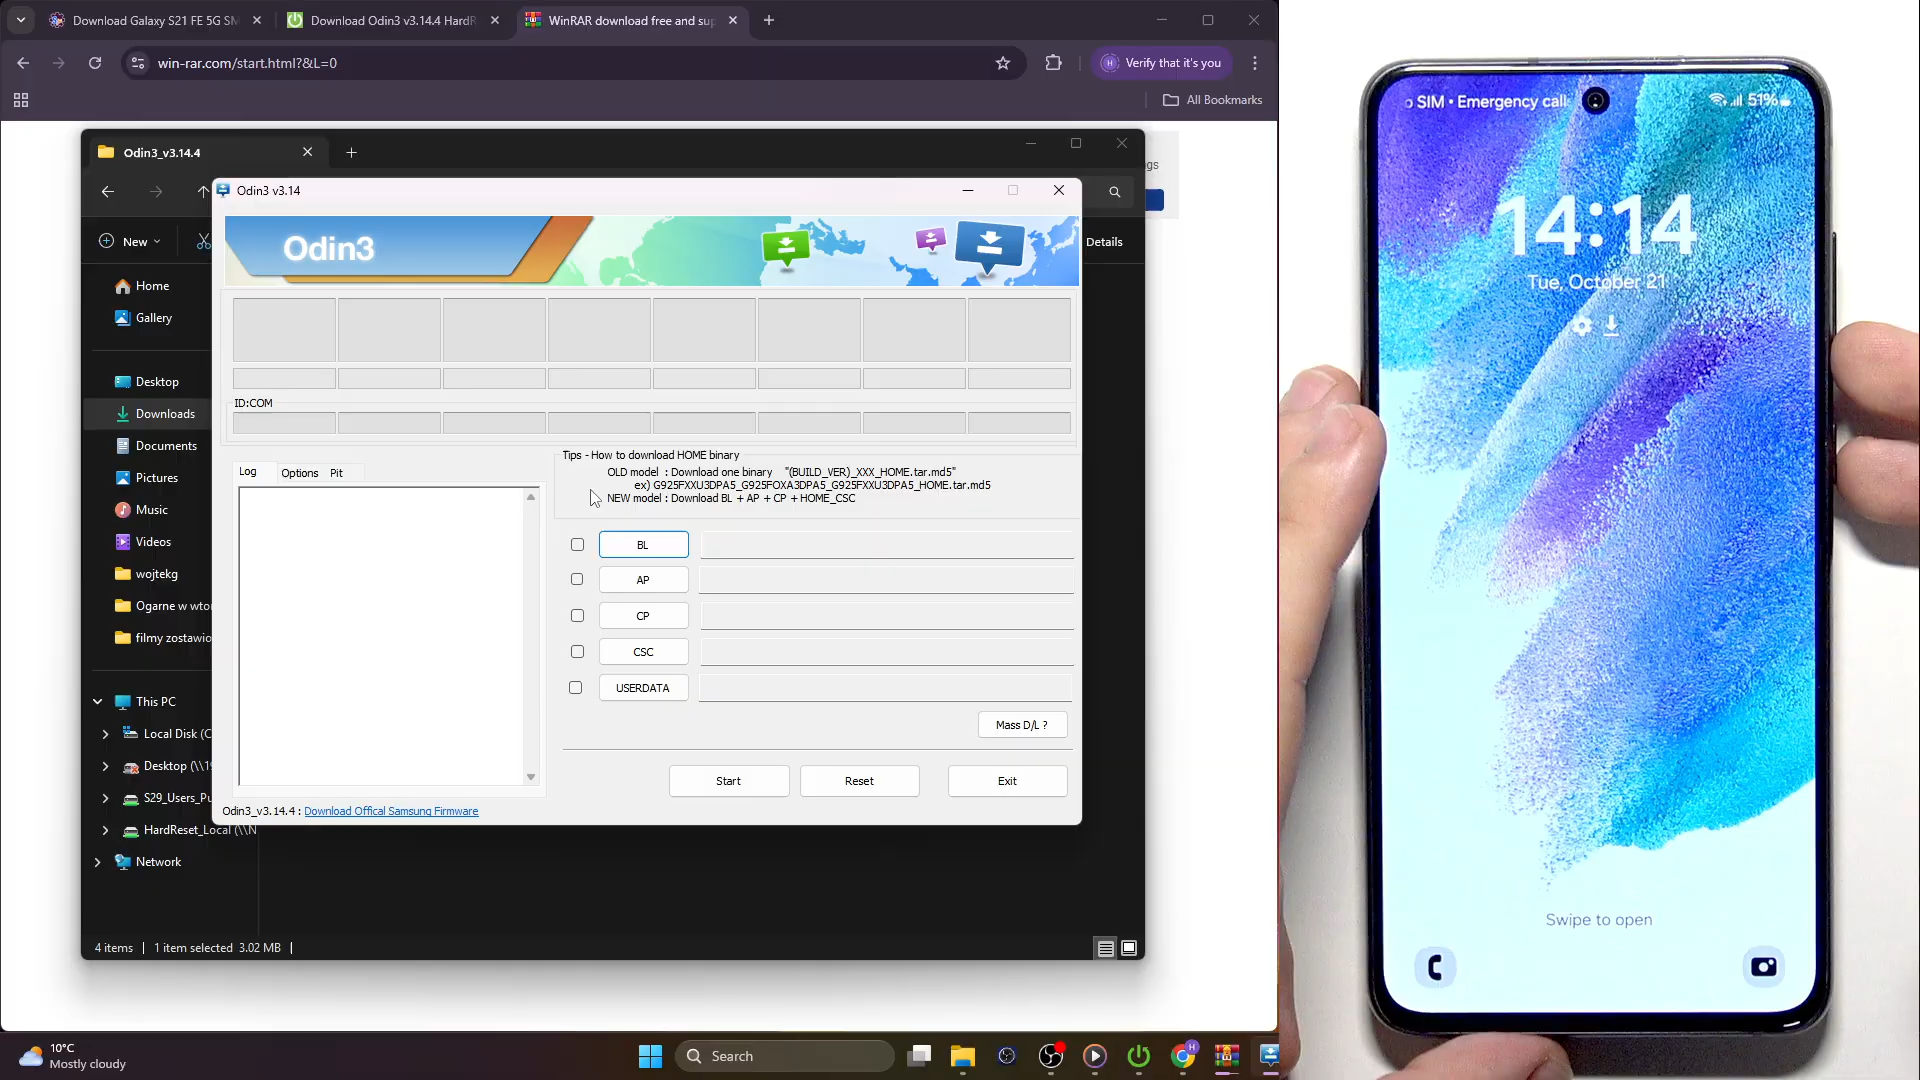 Download Galaxy S21 FE 5G SM
Download Odin3 v3.14.4 HardR
WinRAR download free and sup
win-rar.com/start.html?&L=0
Verify that it's you
All Bookmarks
Odin3_v3.14.4
gs
New
Details
Home
Gallery
Desktop
Downloads
Documents
Pictures
Music
Videos
wojtekg
Ogarne w wto
filmy zostawio
This PC
Local Disk (C
Desktop (\\19
S29_Users_Pu
HardReset_Local (\\N
Network
4 items
1 item selected 3.02 MB
Odin3 v3.14
Odin3
ID:COM
Log
Options
Pit
Tips - How to download HOME binary
OLD model : Download one binary "(BUILD_VER)_XXX_HOME.tar.md5"
ex) G925FXXU3DPA5_G925FOXA3DPA5_G925FXXU3DPA5_HOME.tar.md5
NEW model : Download BL + AP + CP + HOME_CSC
BL
AP
CP
CSC
USERDATA
Mass D/L ?
Start
Reset
Exit
Odin3_v3.14.4 : Download Offical Samsung Firmware
10°C
Mostly cloudy
Search
H
H
SIM • Emergency call
51%
14:14
Tue, October 21
Swipe to open